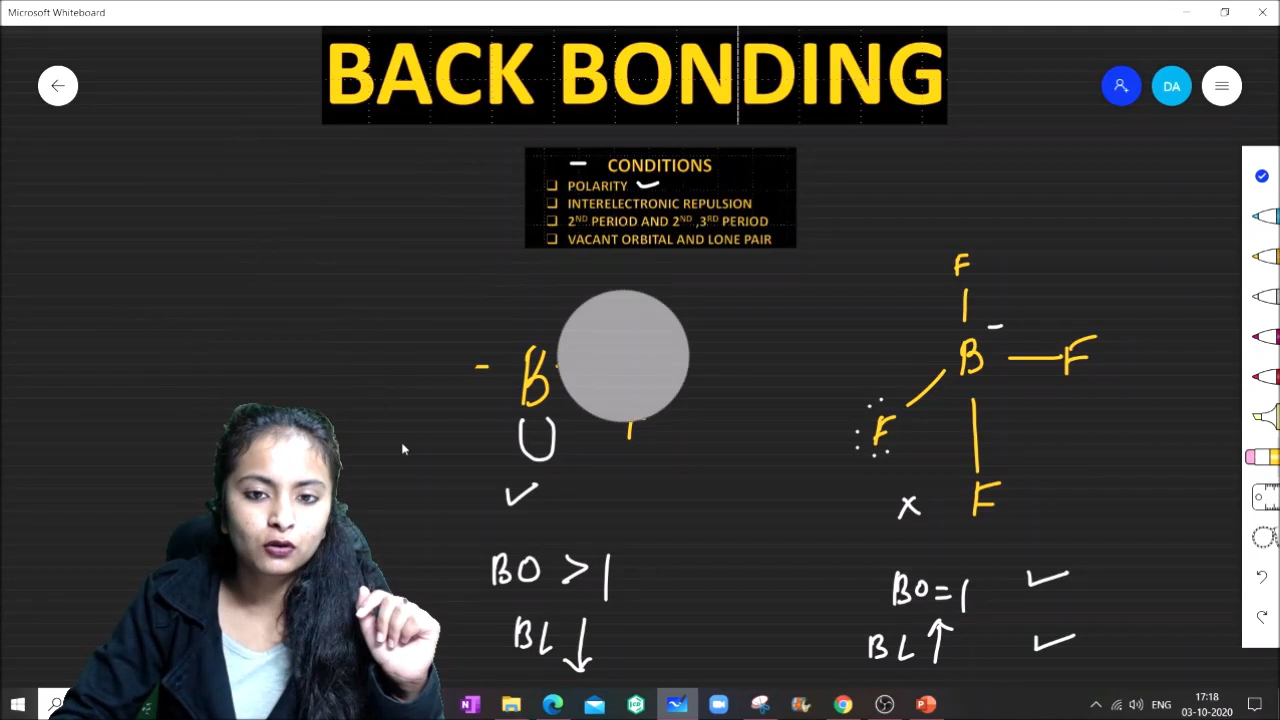 Microsoft Whiteboard
BACK BONDING
DA
CONDITIONS
POLARITY
INTERELECTRONIC REPULSION
2ND PERIOD AND 2ND ,3RD PERIOD
VACANT ORBITAL AND LONE PAIR
F
B
B - F
F
F
BO > 1
BO = 1
BL ↓
BL ↑
17:18
ENG
03-10-2020